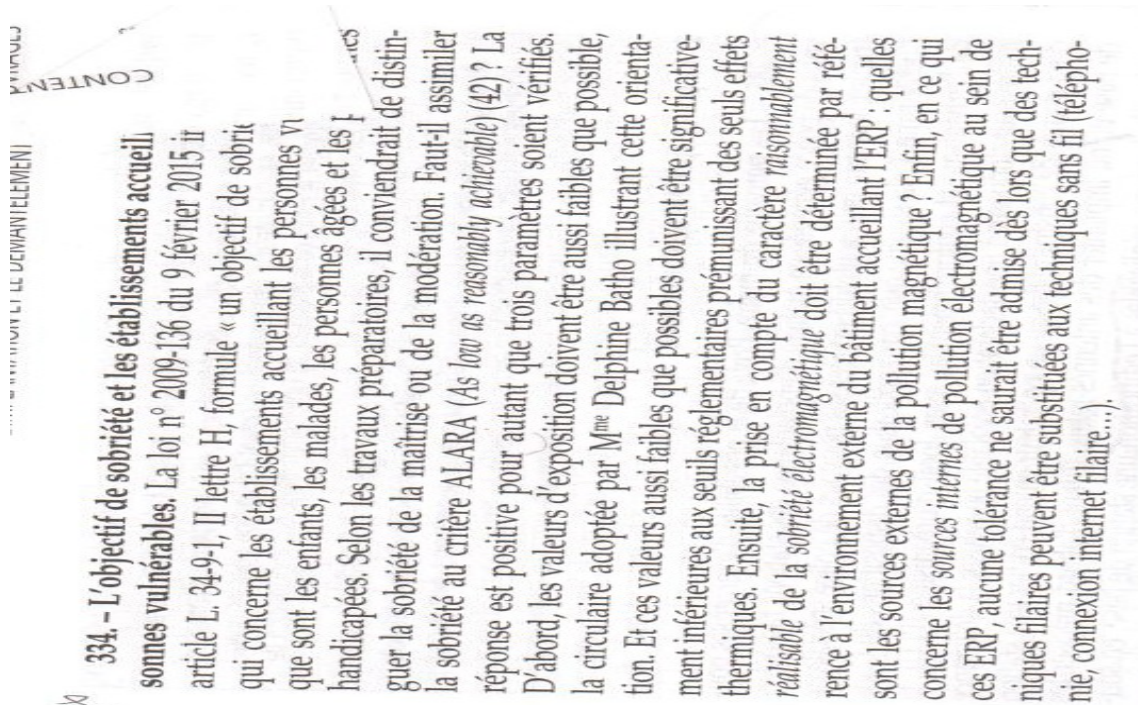 CONTENT
334. – L'objectif de sobriété et les établissements accueil
sonnes vulnérables. La loi n° 2009-136 du 9 février 2015 in
article L. 34-9-1, II lettre H, formule « un objectif de sobrié
qui concerne les établissements accueillant les personnes vu
que sont les enfants, les malades, les personnes âgées et les
handicapées. Selon les travaux préparatoires, il conviendrait de distin-
guer la sobriété de la maîtrise ou de la modération. Faut-il assimiler
la sobriété au critère ALARA (As low as reasonably achievable) (42) ? La
réponse est positive pour autant que trois paramètres soient vérifiés.
D'abord, les valeurs d'exposition doivent être aussi faibles que possible,
la circulaire adoptée par Mme Delphine Batho illustrant cette orienta-
tion. Et ces valeurs aussi faibles que possibles doivent être significative-
ment inférieures aux seuils réglementaires prémunissant des seuls effets
thermiques. Ensuite, la prise en compte du caractère raisonnablement
réalisable de la sobriété électromagnétique doit être déterminée par réfé-
rence à l'environnement externe du bâtiment accueillant l'ERP : quelles
sont les sources externes de la pollution magnétique ? Enfin, en ce qui
concerne les sources internes de pollution électromagnétique au sein de
ces ERP, aucune tolérance ne saurait être admise dès lors que des tech-
niques filaires peuvent être substituées aux techniques sans fil (télépho-
nie, connexion internet filaire...).